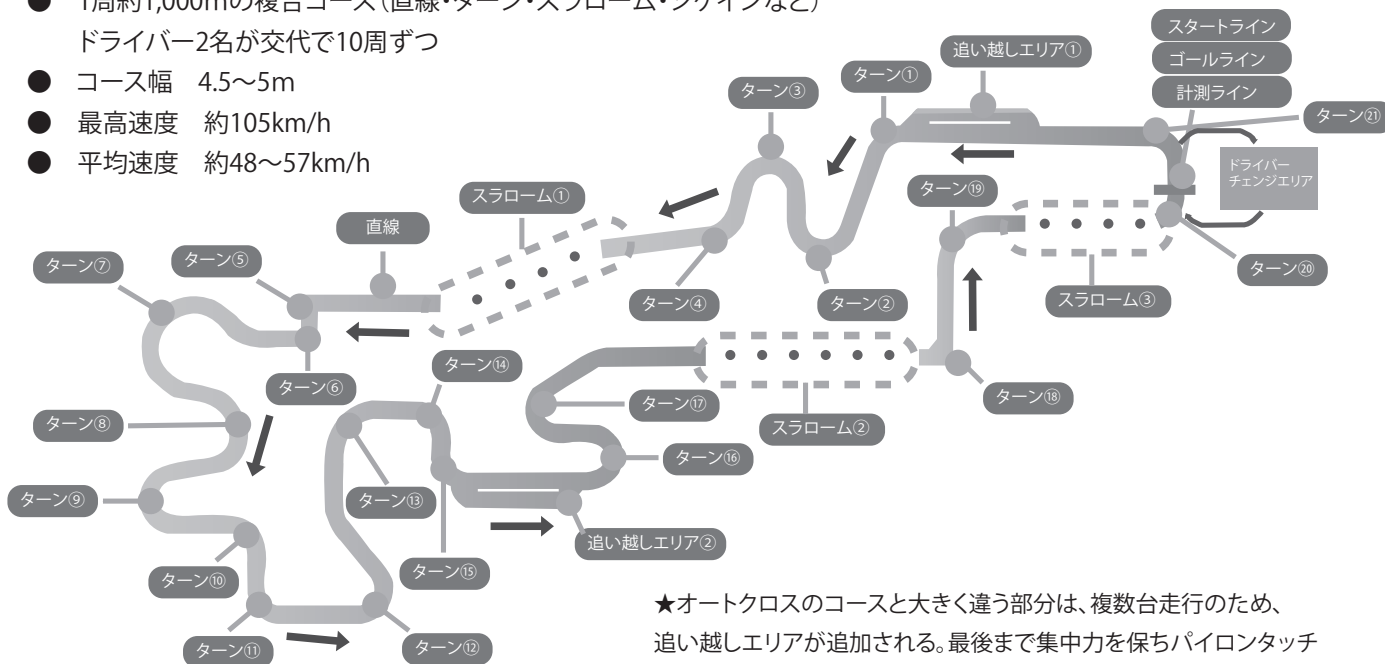 1周約1,000mの複合コース（直線・ターン・スラローム・シケインなど）
ドライバー2名が交代で10周ずつ
● コース幅　4.5〜5m
● 最高速度　約105km/h
● 平均速度　約48〜57km/h
スタートライン
ゴールライン
計測ライン
追い越しエリア①
ターン①
ターン③
ターン㉑
ドライバー
チェンジエリア
ターン⑲
スラローム①
直線
ターン⑤
ターン⑦
ターン④
ターン②
スラローム③
ターン⑳
ターン⑭
ターン⑥
ターン⑰
ターン⑱
スラローム②
ターン⑧
ターン⑯
ターン⑨
ターン⑬
追い越しエリア②
ターン⑩
ターン⑮
ターン⑪
ターン⑫
★オートクロスのコースと大きく違う部分は、複数台走行のため、
追い越しエリアが追加される。最後まで集中力を保ちパイロンタッチ